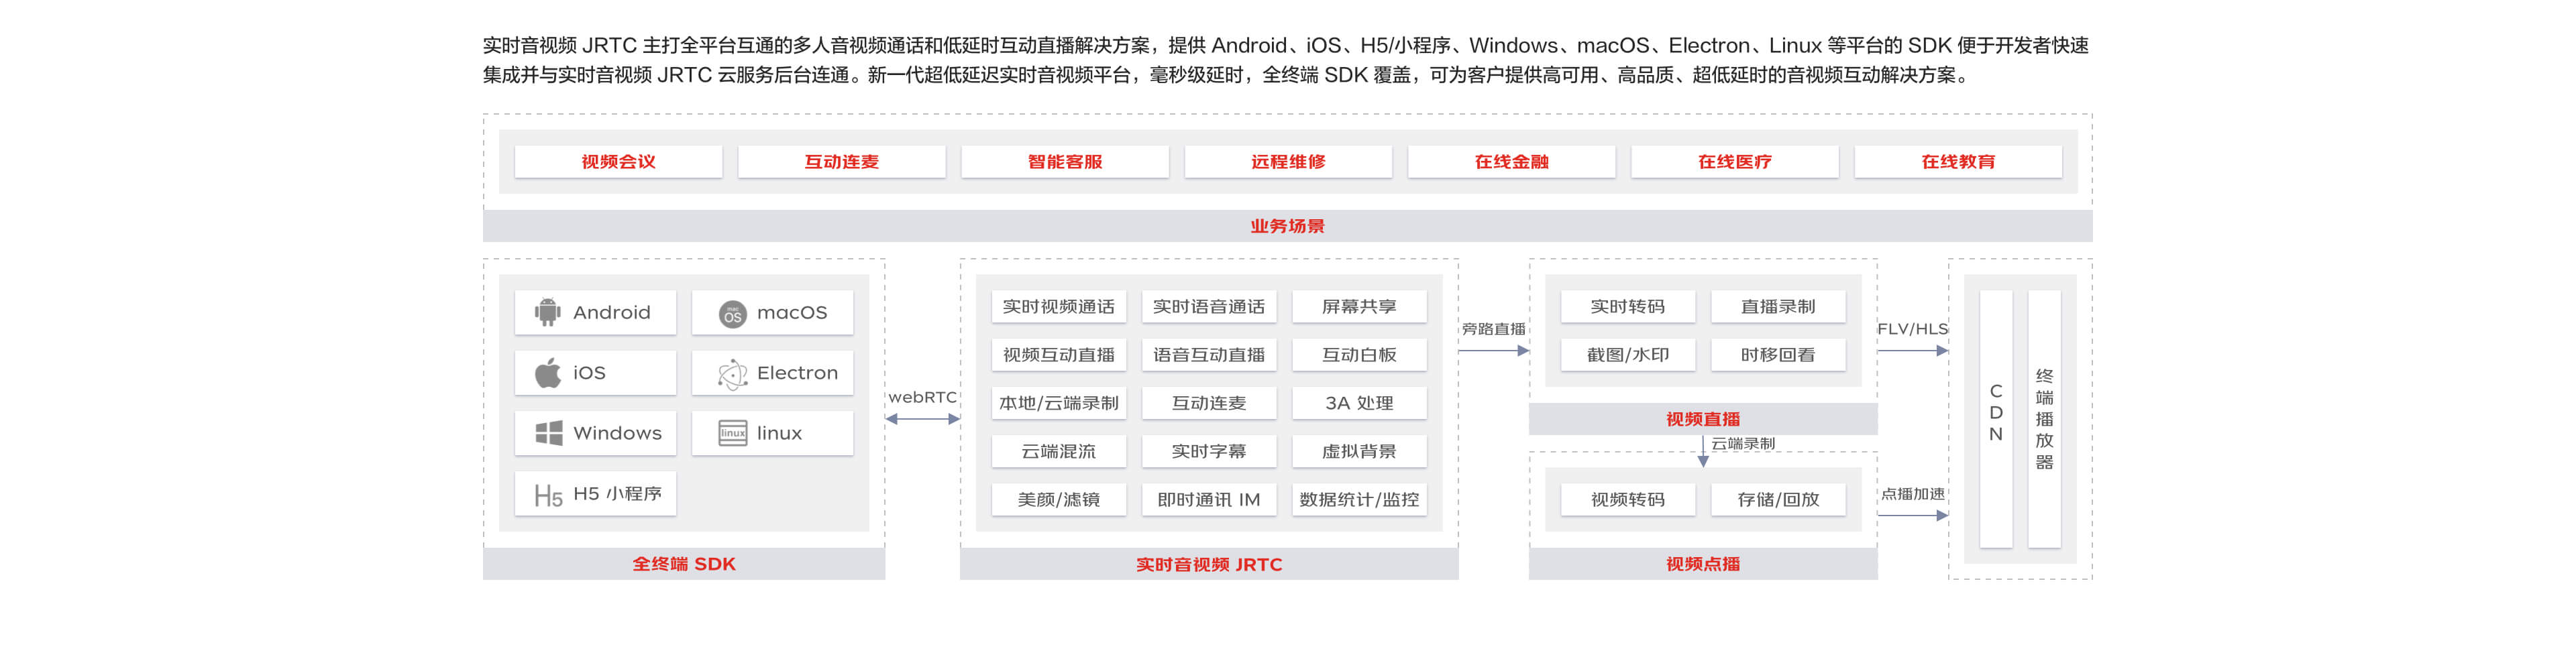 实时音视频 JRTC 主打全平台互通的多人音视频通话和低延时互动直播解决方案，提供 Android、iOS、H5/小程序、Windows、macOS、Electron、Linux 等平台的 SDK 便于开发者快速
集成并与实时音视频 JRTC 云服务后台连通。新一代超低延迟实时音视频平台，毫秒级延时，全终端 SDK 覆盖，可为客户提供高可用、高品质、超低延时的音视频互动解决方案。
视频会议
互动连麦
智能客服
远程维修
在线金融
在线医疗
在线教育
业务场景
Android
mac
OS
macOS
iOS
Electron
Windows
linux
linux
H5
H5 小程序
全终端 SDK
webRTC
实时视频通话
实时语音通话
屏幕共享
视频互动直播
语音互动直播
互动白板
本地/云端录制
互动连麦
3A 处理
云端混流
实时字幕
虚拟背景
美颜/滤镜
即时通讯 IM
数据统计/监控
实时音视频 JRTC
旁路直播
实时转码
直播录制
截图/水印
时移回看
视频直播
云端录制
视频转码
存储/回放
视频点播
FLV/HLS
点播加速
CDN
终端播放器